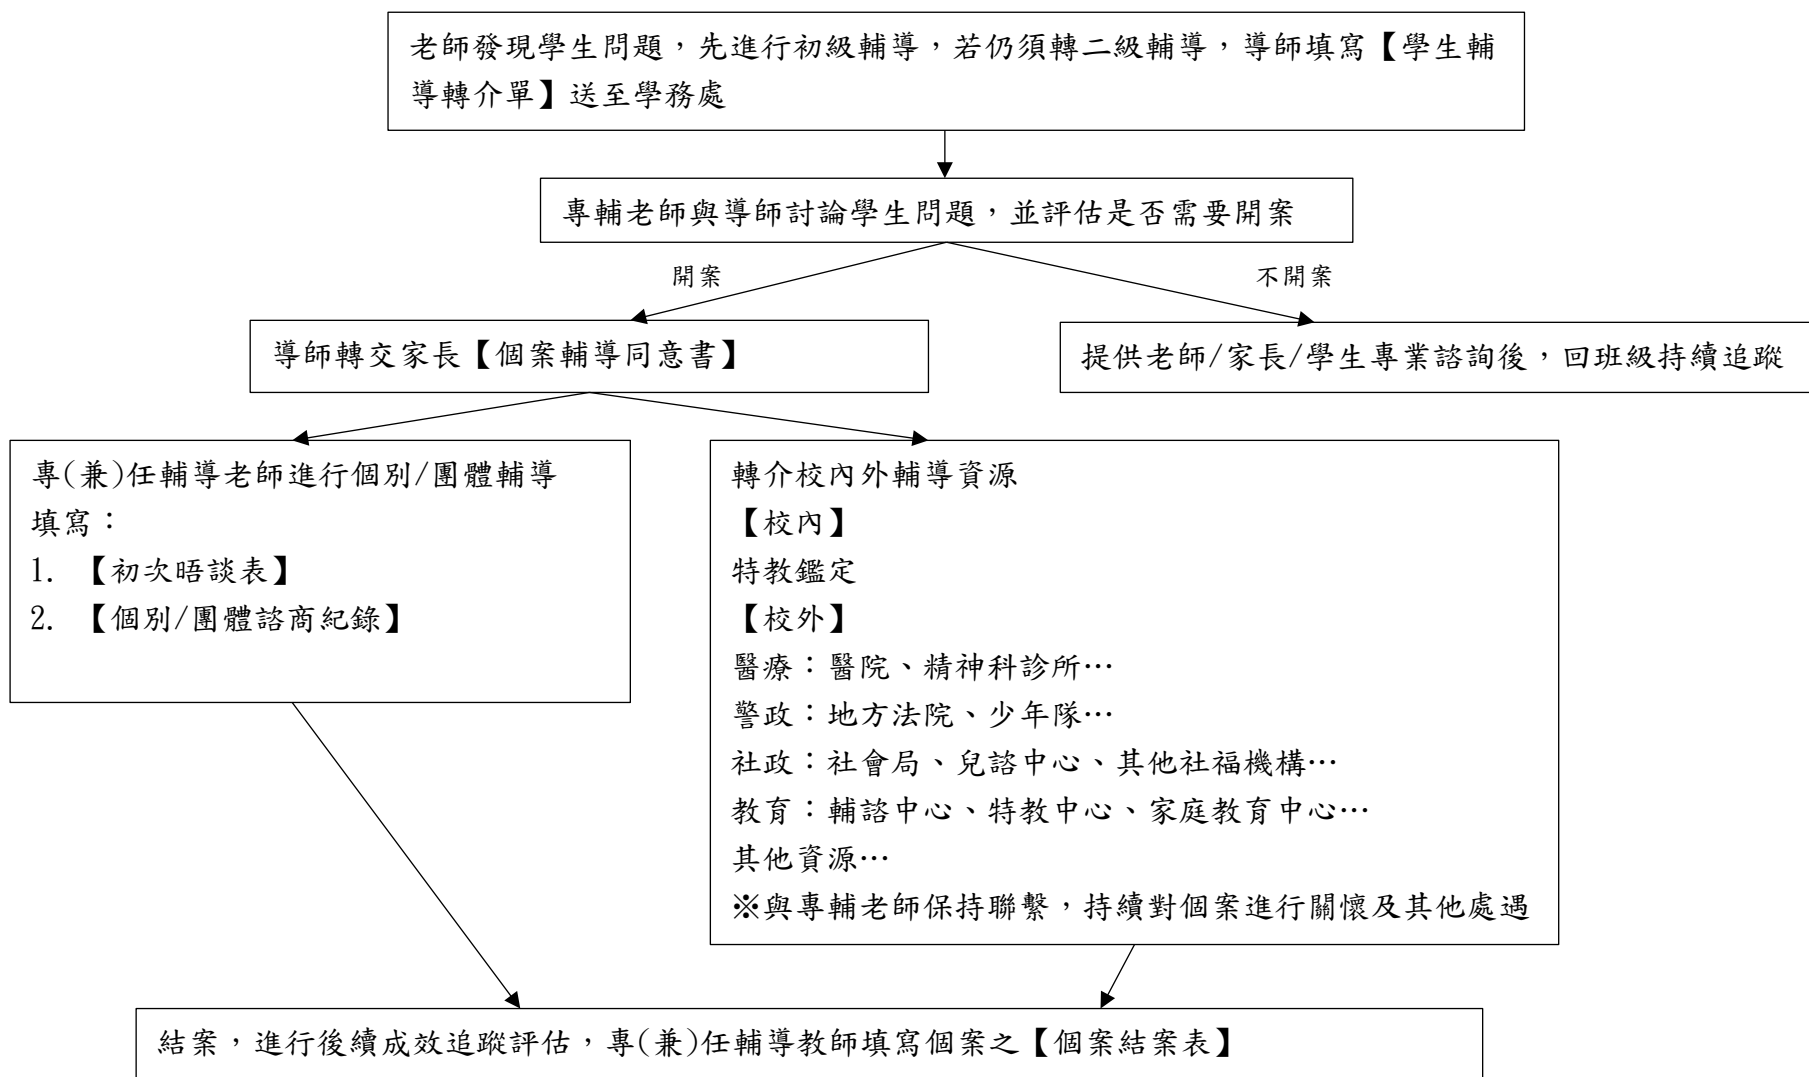 老師發現學生問題，先進行初級輔導，若仍須轉二級輔導，導師填寫【學生輔
導轉介單】送至學務處
專輔老師與導師討論學生問題，並評估是否需要開案
開案
不開案
導師轉交家長【個案輔導同意書】
提供老師/家長/學生專業諮詢後，回班級持續追蹤
專(兼)任輔導老師進行個別/團體輔導
填寫：
1. 【初次晤談表】
2. 【個別/團體諮商紀錄】
轉介校內外輔導資源
【校內】
特教鑑定
【校外】
醫療：醫院、精神科診所…
警政：地方法院、少年隊…
社政：社會局、兒諮中心、其他社福機構…
教育：輔諮中心、特教中心、家庭教育中心…
其他資源…
※與專輔老師保持聯繫，持續對個案進行關懷及其他處遇
結案，進行後續成效追蹤評估，專(兼)任輔導教師填寫個案之【個案結案表】